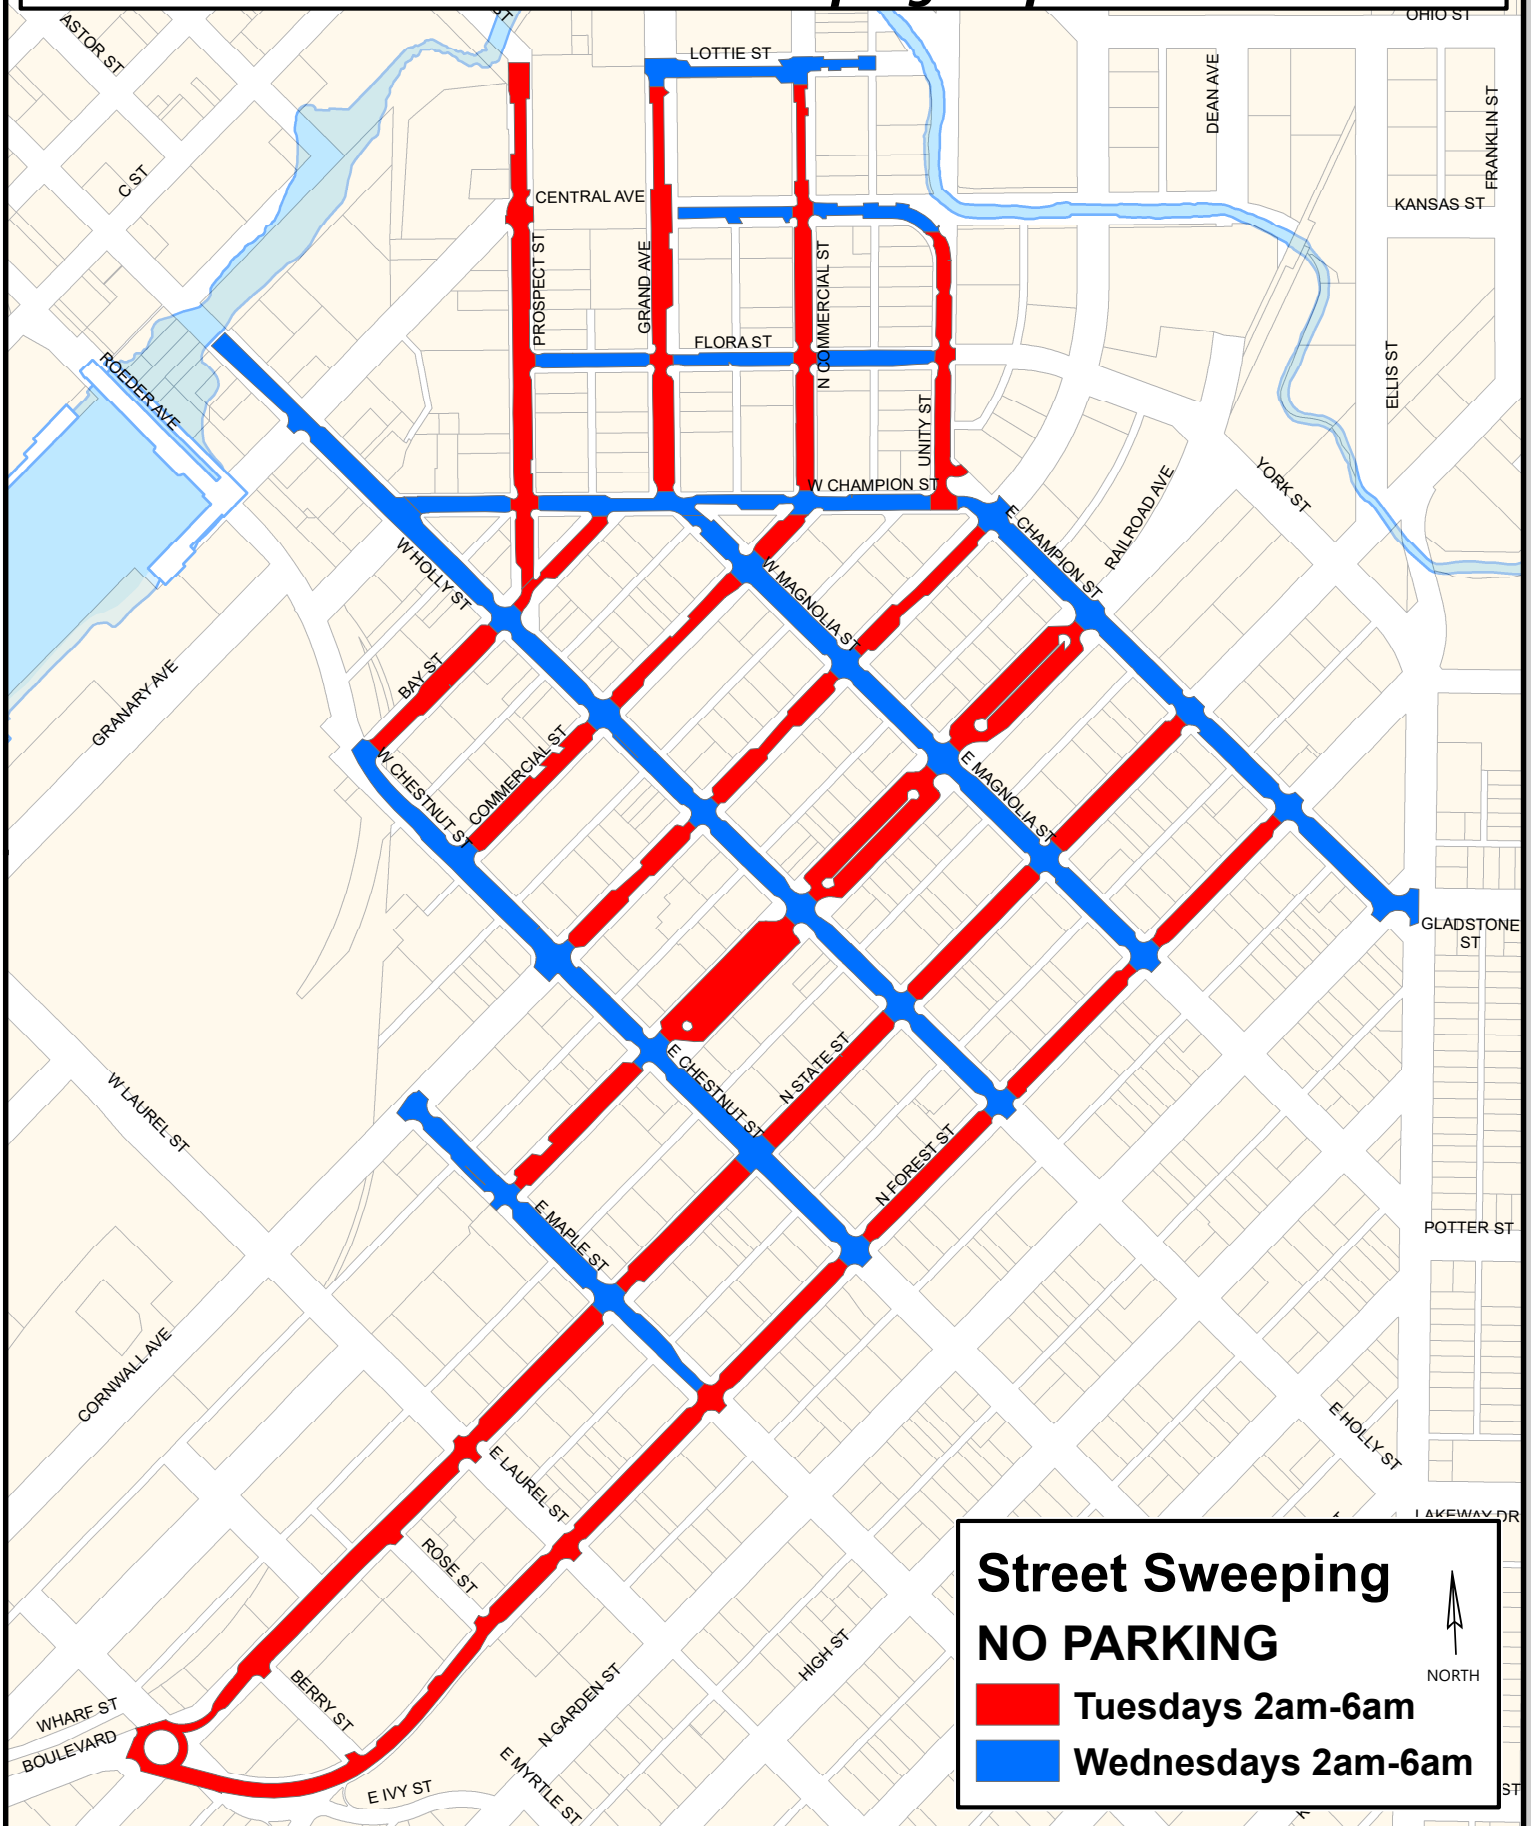 OHIO ST
ASTOR ST
ST
LOTTIE ST
DEAN AVE
FRANKLIN ST
C ST
CENTRAL AVE
KANSAS ST
PROSPECT ST
GRAND AVE
N COMMERCIAL ST
FLORA ST
ROEDER AVE
ELLIS ST
UNITY ST
W CHAMPION ST
YORK ST
RAILROAD AVE
E CHAMPION ST
W HOLLY ST
W MAGNOLIA ST
BAY ST
GRANARY AVE
COMMERCIAL ST
W CHESTNUT ST
E MAGNOLIA ST
GLADSTONE
ST
N STATE ST
E CHESTNUT ST
W LAUREL ST
N FOREST ST
E MAPLE ST
POTTER ST
CORNWALL AVE
E HOLLY ST
E LAUREL ST
LAKEWAY DR
ROSE ST
BERRY ST
HIGH ST
N GARDEN ST
WHARF ST
BOULEVARD
E IVY ST
E MYRTLE ST
Street Sweeping
NO PARKING
NORTH
Tuesdays 2am-6am
Wednesdays 2am-6am
ST